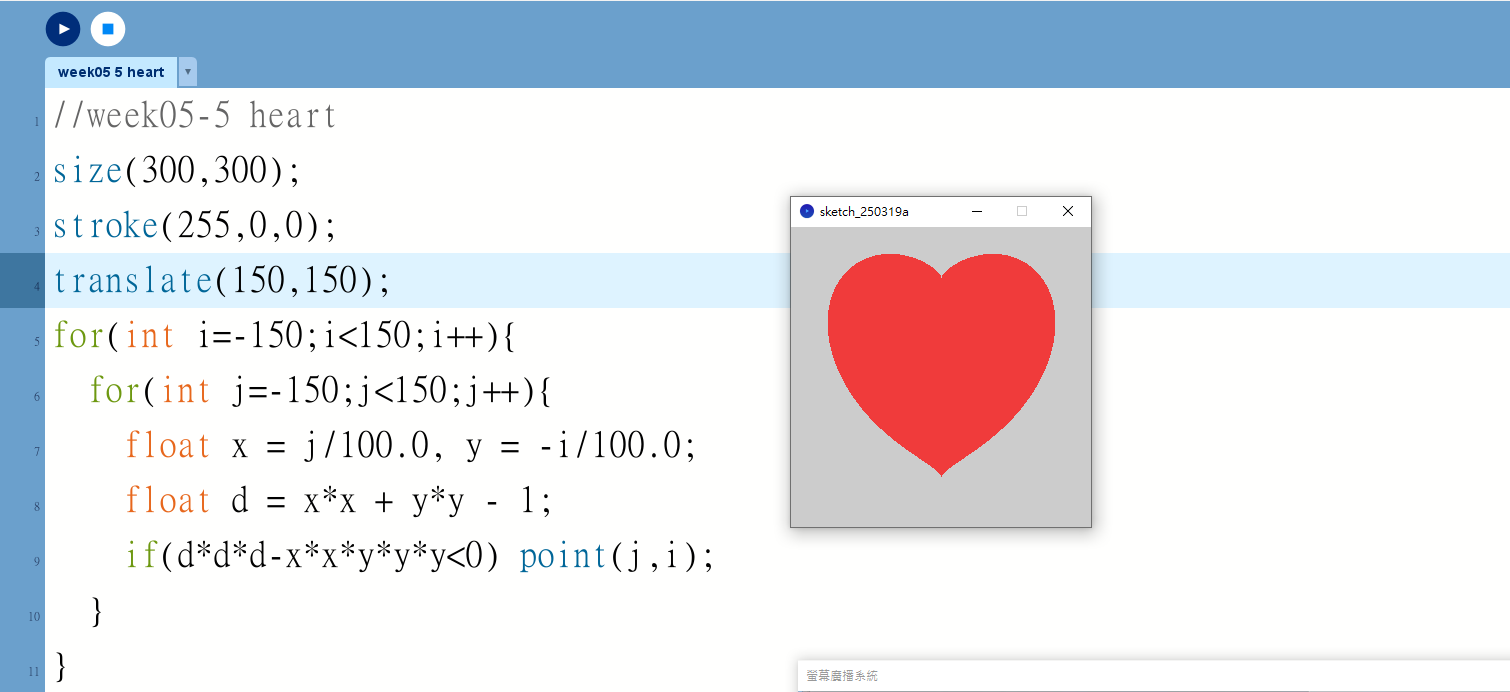 week05 5 heart
1 //week05-5 heart
2 size(300,300);
3 stroke(255,0,0);
4 translate(150,150);
5 for(int i=-150;i<150;i++){
6   for(int j=-150;j<150;j++){
7     float x = j/100.0, y = -i/100.0;
8     float d = x*x + y*y - 1;
9     if(d*d*d-x*x*y*y*y<0) point(j,i);
10   }
11 }
sketch_250319a
螢幕廣播系統